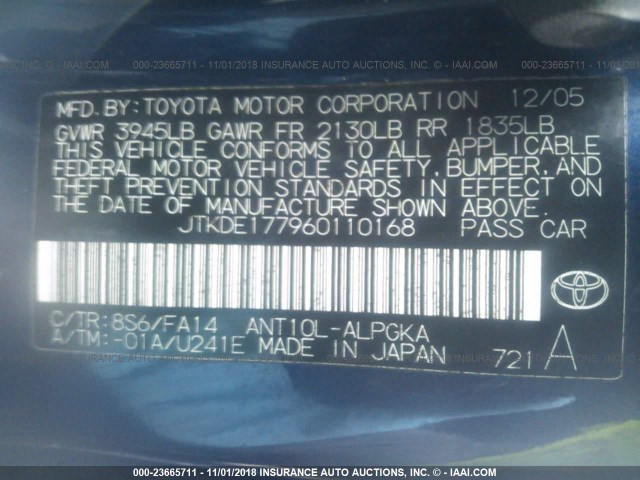 000-23665711 - 11/01/2018 INSURANCE AUTO AUCTIONS, INC. © - IAAI.COM
MFD.BY:TOYOTA MOTOR CORPORATION 12/05
GVWR 3945LB GAWR FR 2130LB RR 1835LB
THIS VEHICLE CONFORMS TO ALL APPLICABLE
FEDERAL MOTOR VEHICLE SAFETY, BUMPER, AND
THEFT PREVENTION STANDARDS IN EFFECT ON
THE DATE OF MANUFACTURE SHOWN ABOVE.
JTKDE177960110168 PASS CAR
C/TR:8S6/FA14 ANT10L-ALPGKA
A/TM:-01A/U241E MADE IN JAPAN 721 A
000-23665711 - 11/01/2018 INSURANCE AUTO AUCTIONS, INC. © - IAAI.COM